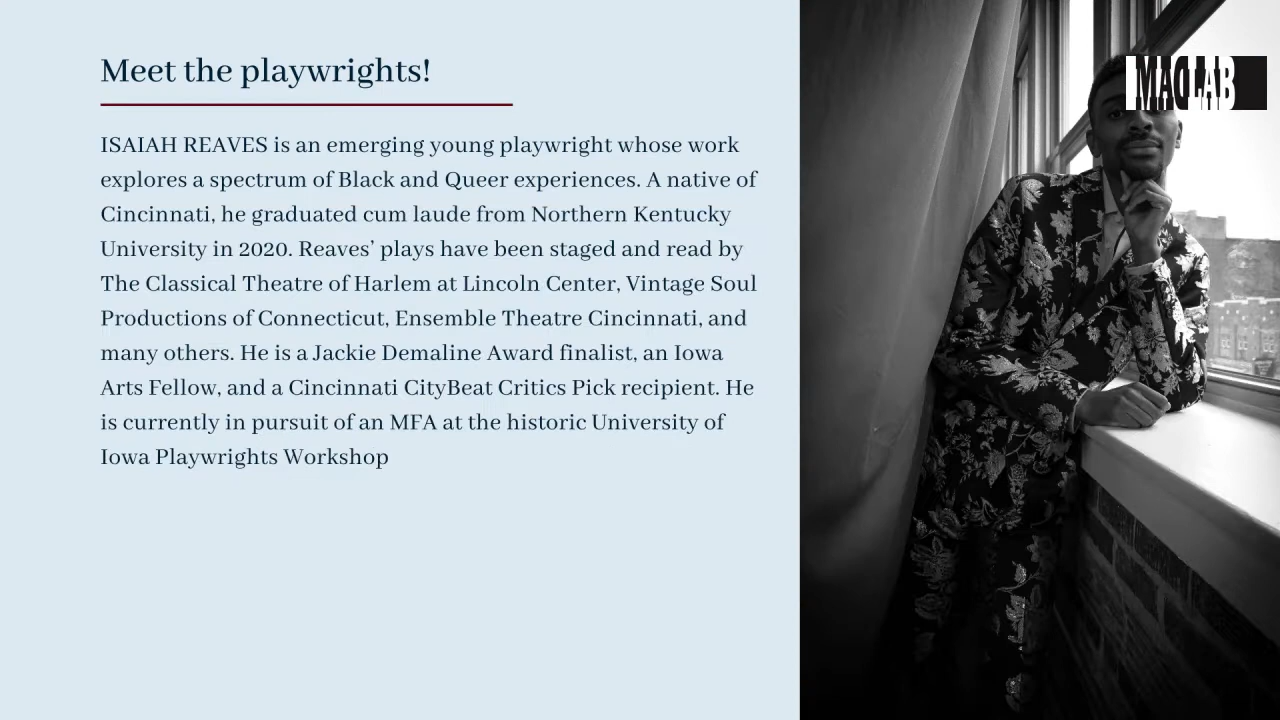 Meet the playwrights!
ISAIAH REAVES is an emerging young playwright whose work
explores a spectrum of Black and Queer experiences. A native of
Cincinnati, he graduated cum laude from Northern Kentucky
University in 2020. Reaves’ plays have been staged and read by
The Classical Theatre of Harlem at Lincoln Center, Vintage Soul
Productions of Connecticut, Ensemble Theatre Cincinnati, and
many others. He is a Jackie Demaline Award finalist, an Iowa
Arts Fellow, and a Cincinnati CityBeat Critics Pick recipient. He
is currently in pursuit of an MFA at the historic University of
Iowa Playwrights Workshop
MACLAB